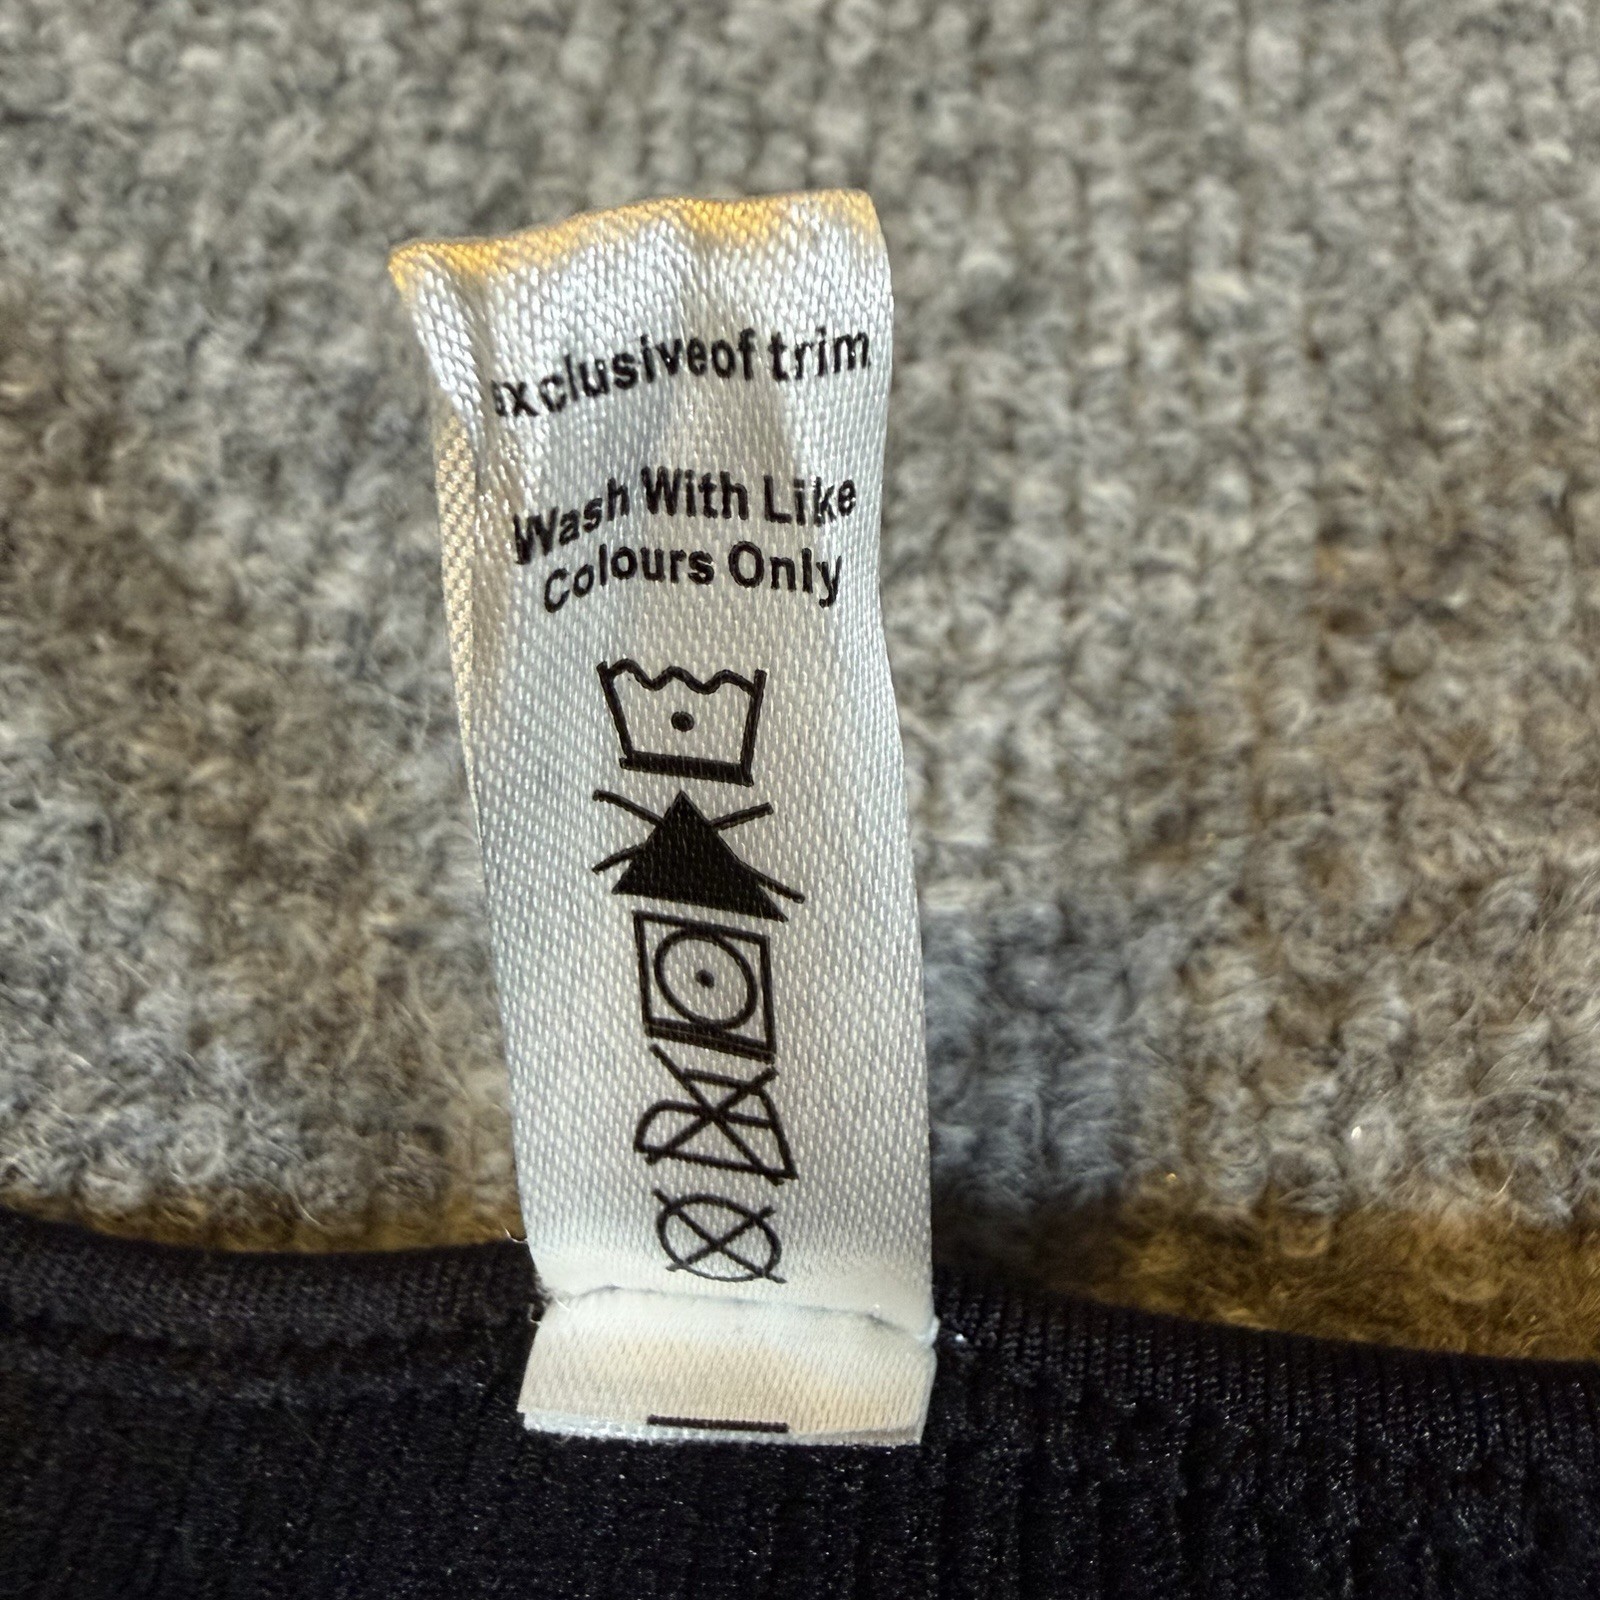 exclusiveof trim
Wash With Like
Colours Only